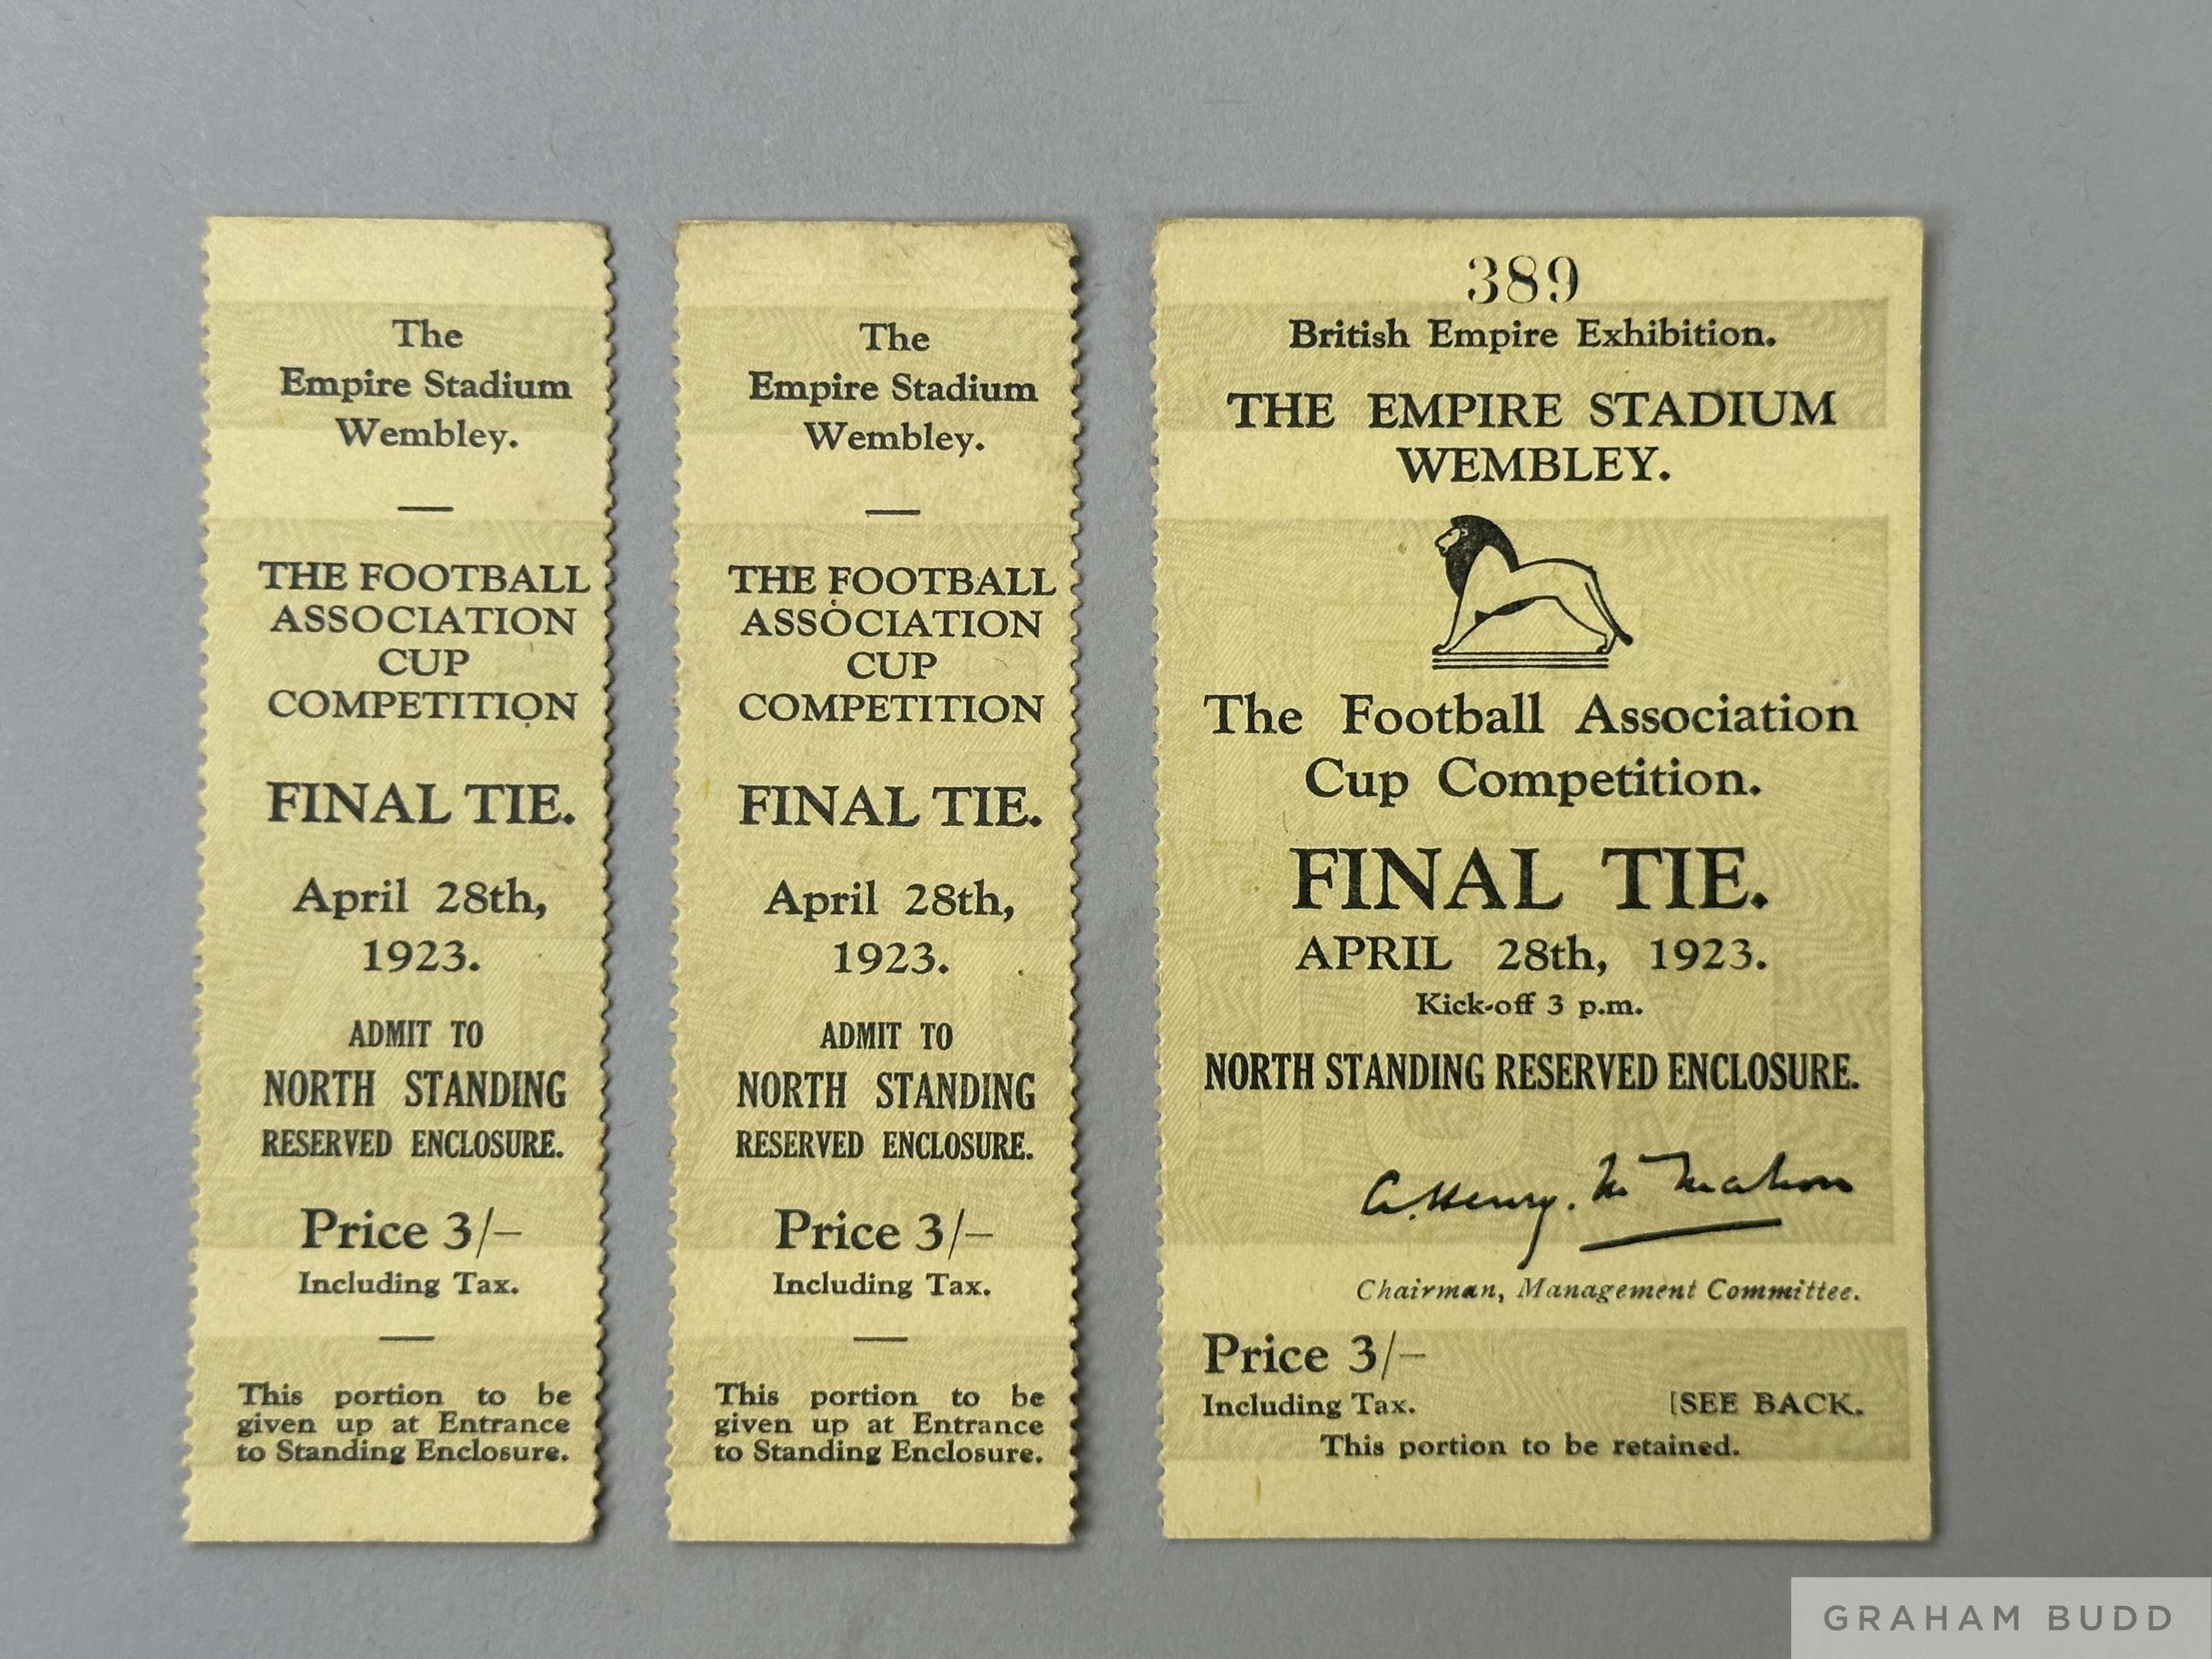 The
Empire Stadium
Wembley.
THE FOOTBALL
ASSOCIATION
CUP
COMPETITION
FINAL TIE.
April 28th,
1923.
ADMIT TO
NORTH STANDING
RESERVED ENCLOSURE.
Price 3/–
Including Tax.
This portion to be
given up at Entrance
to Standing Enclosure.
The
Empire Stadium
Wembley.
THE FOOTBALL
ASSOCIATION
CUP
COMPETITION
FINAL TIE.
April 28th,
1923.
ADMIT TO
NORTH STANDING
RESERVED ENCLOSURE.
Price 3/–
Including Tax.
This portion to be
given up at Entrance
to Standing Enclosure.
389
British Empire Exhibition.
THE EMPIRE STADIUM
WEMBLEY.
The Football Association
Cup Competition.
FINAL TIE.
APRIL 28th, 1923.
Kick-off 3 p.m.
NORTH STANDING RESERVED ENCLOSURE.
A. Henry. McMahon
Chairman, Management Committee.
Price 3/–
Including Tax. [SEE BACK.
This portion to be retained.
GRAHAM BUDD